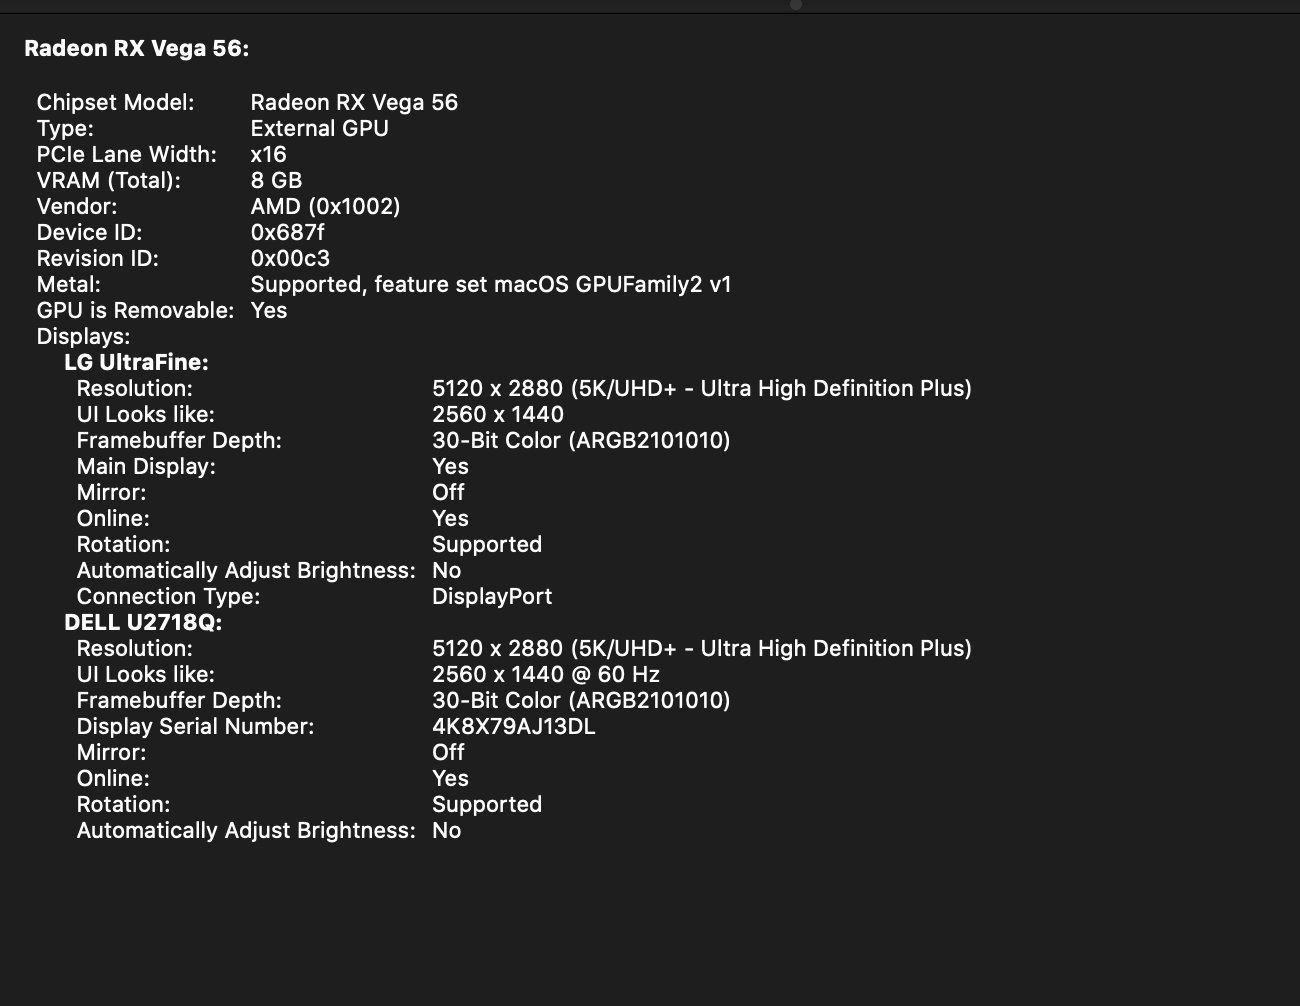 Radeon RX Vega 56:
Chipset Model: Radeon RX Vega 56
Type: External GPU
PCIe Lane Width: x16
VRAM (Total): 8 GB
Vendor: AMD (0x1002)
Device ID: 0x687f
Revision ID: 0x00c3
Metal: Supported, feature set macOS GPUFamily2 v1
GPU is Removable: Yes
Displays:
LG UltraFine:
Resolution: 5120 x 2880 (5K/UHD+ - Ultra High Definition Plus)
UI Looks like: 2560 x 1440
Framebuffer Depth: 30-Bit Color (ARGB2101010)
Main Display: Yes
Mirror: Off
Online: Yes
Rotation: Supported
Automatically Adjust Brightness: No
Connection Type: DisplayPort
DELL U2718Q:
Resolution: 5120 x 2880 (5K/UHD+ - Ultra High Definition Plus)
UI Looks like: 2560 x 1440 @ 60 Hz
Framebuffer Depth: 30-Bit Color (ARGB2101010)
Display Serial Number: 4K8X79AJ13DL
Mirror: Off
Online: Yes
Rotation: Supported
Automatically Adjust Brightness: No